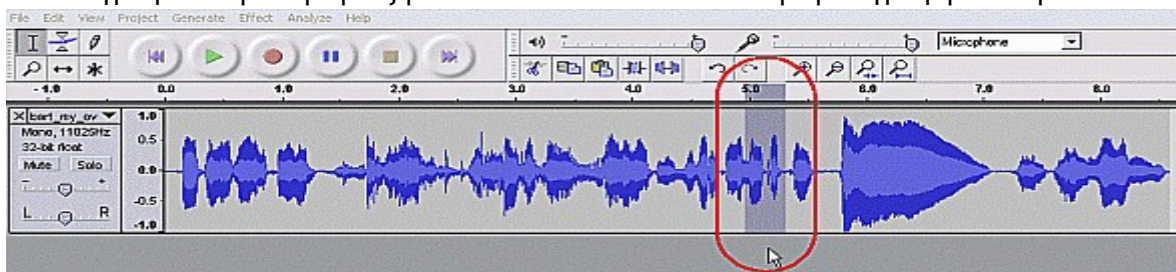 File Edit View Project Generate Effect Analyze Help
Microphone
-1.0 0.0 1.0 2.0 3.0 4.0 5.0 6.0 7.0 8.0
bart_my_ov
Mono, 11025Hz
32-bit float
Mute Solo
- +
L R
1.0
0.5
0.0
-0.5
-1.0